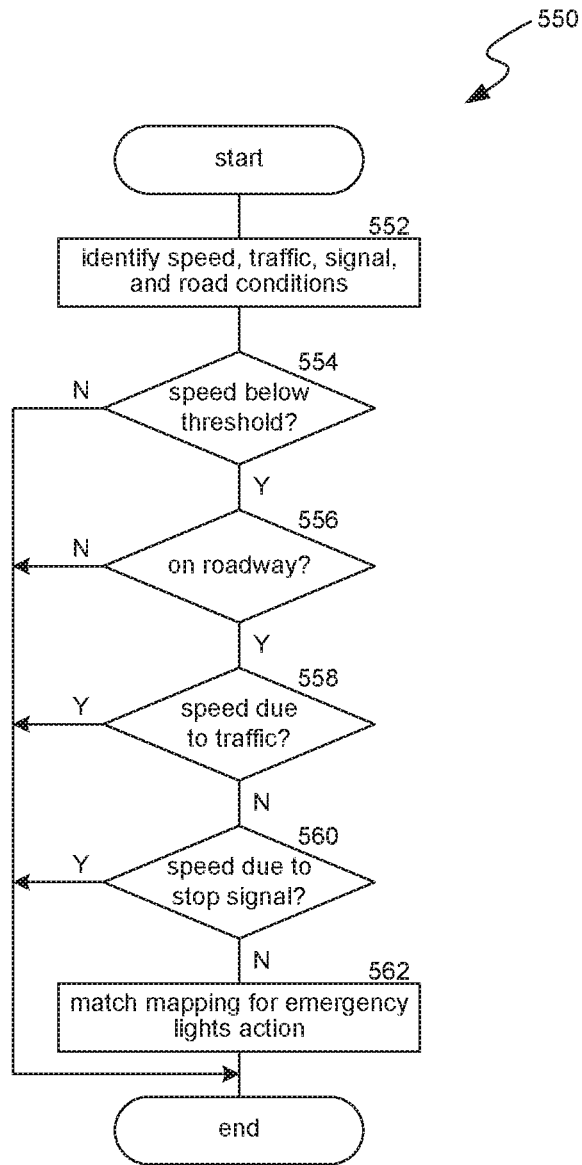 550
start
552
identify speed, traffic, signal,
and road conditions
554
N
speed below
threshold?
Y
556
N
on roadway?
Y
558
Y
speed due
to traffic?
N
560
Y
speed due to
stop signal?
N
562
match mapping for emergency
lights action
end